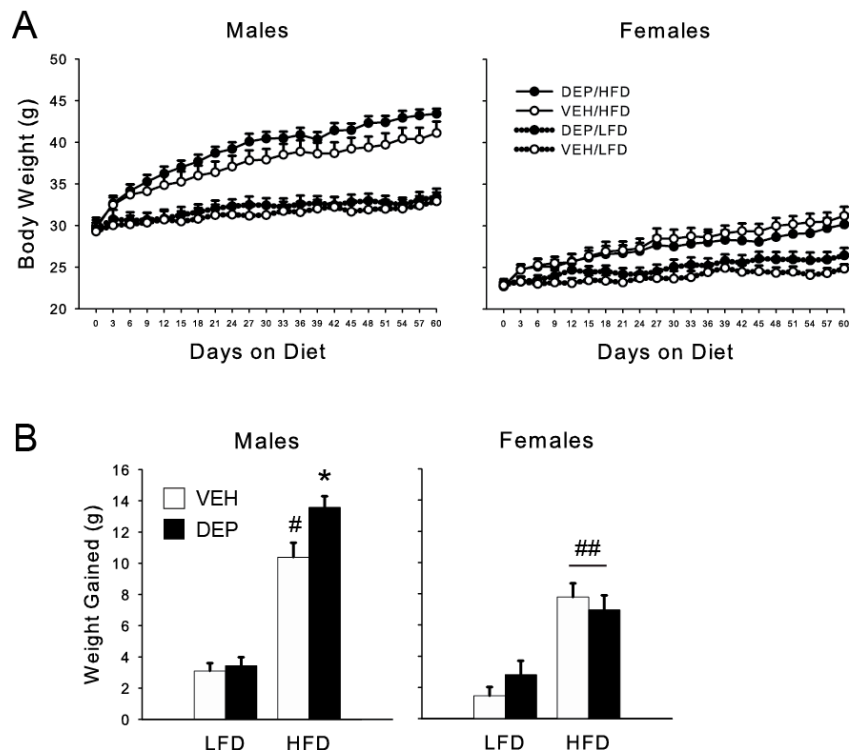 A
Males
Females
50
45
40
35
30
25
20
Body Weight (g)
DEP/HFD
VEH/HFD
DEP/LFD
VEH/LFD
0 3 6 9 12 15 18 21 24 27 30 33 36 39 42 45 48 51 54 57 60
0 3 6 9 12 15 18 21 24 27 30 33 36 39 42 45 48 51 54 57 60
Days on Diet
Days on Diet
B
Males
Females
16
14
12
10
8
6
4
2
0
Weight Gained (g)
VEH
DEP
#
*
##
LFD HFD
LFD HFD